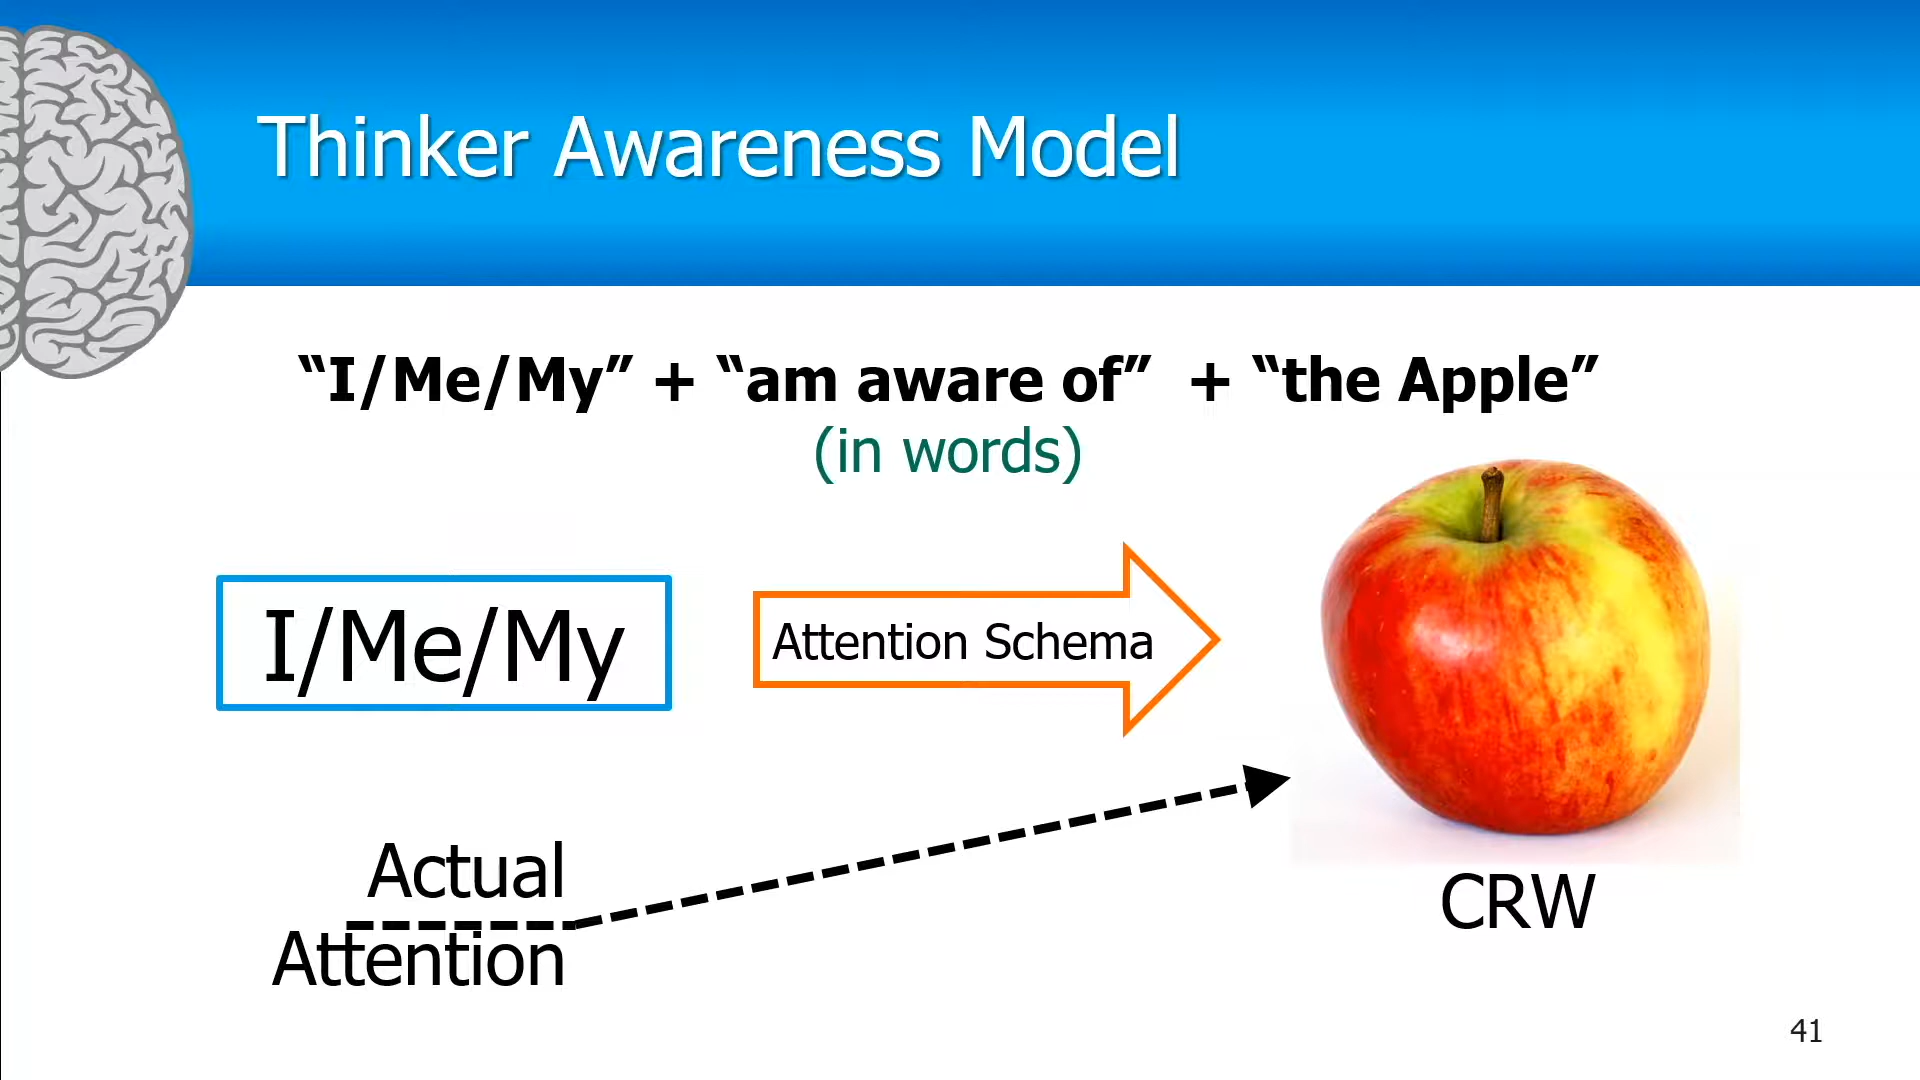 Thinker Awareness Model
“I/Me/My” + “am aware of” + “the Apple”
(in words)
I/Me/My
Attention Schema
Actual
Attention
CRW
41